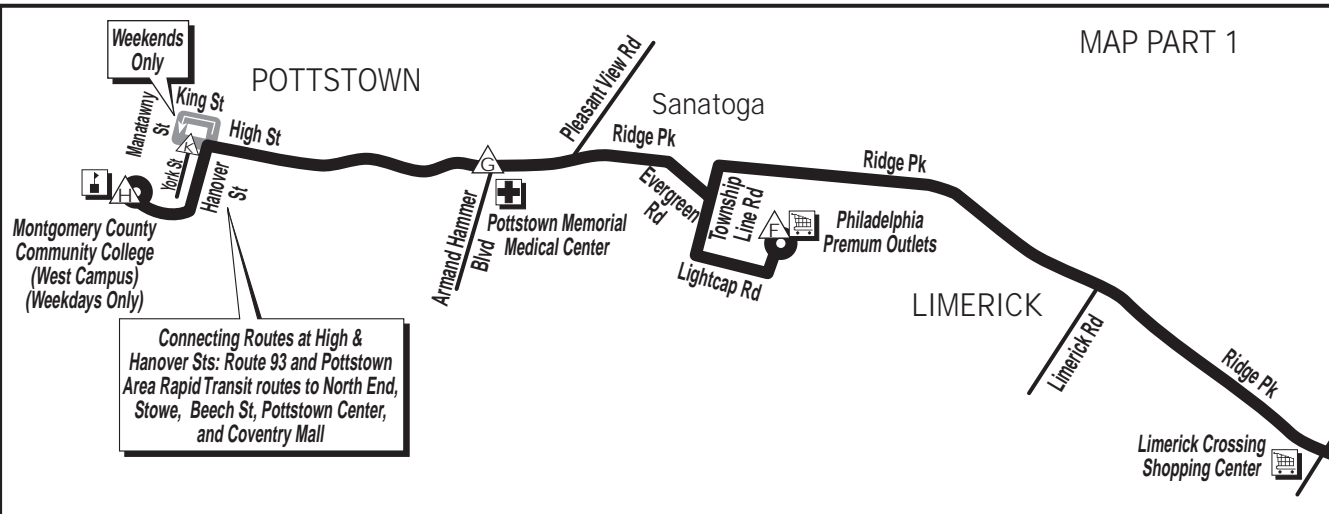 MAP PART 1
Weekends
Only
POTTSTOWN
Manatawny
St
King St
High St
K
York St
Hanover
St
H
Montgomery County
Community College
(West Campus)
(Weekdays Only)
Connecting Routes at High &
Hanover Sts: Route 93 and Pottstown
Area Rapid Transit routes to North End,
Stowe, Beech St, Pottstown Center,
and Coventry Mall
G
Armand Hammer
Blvd
Pottstown Memorial
Medical Center
Pleasant View Rd
Sanatoga
Ridge Pk
Evergreen
Rd
Township
Line Rd
Lightcap Rd
F
Philadelphia
Premum Outlets
Ridge Pk
LIMERICK
Limerick Rd
Ridge Pk
Limerick Crossing
Shopping Center